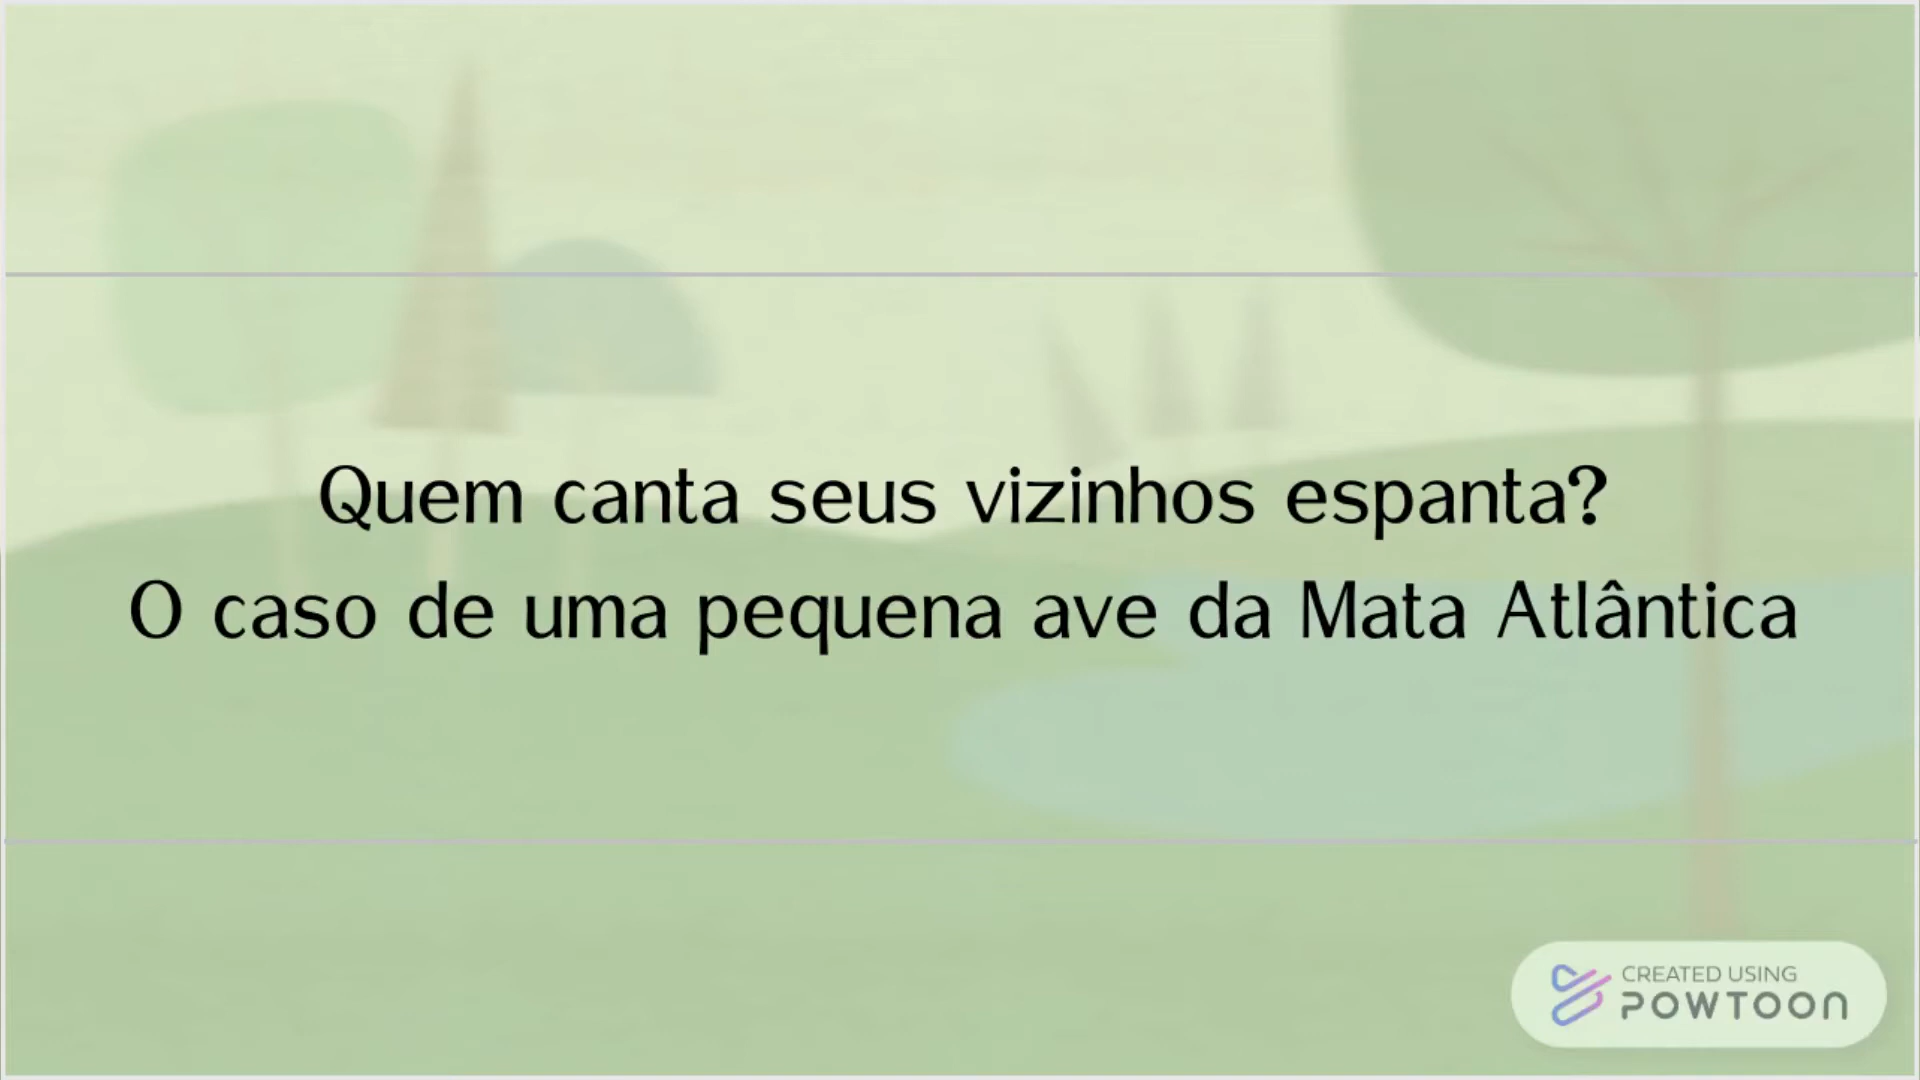 Quem canta seus vizinhos espanta?
O caso de uma pequena ave da Mata Atlântica
CREATED USING
POWTOON